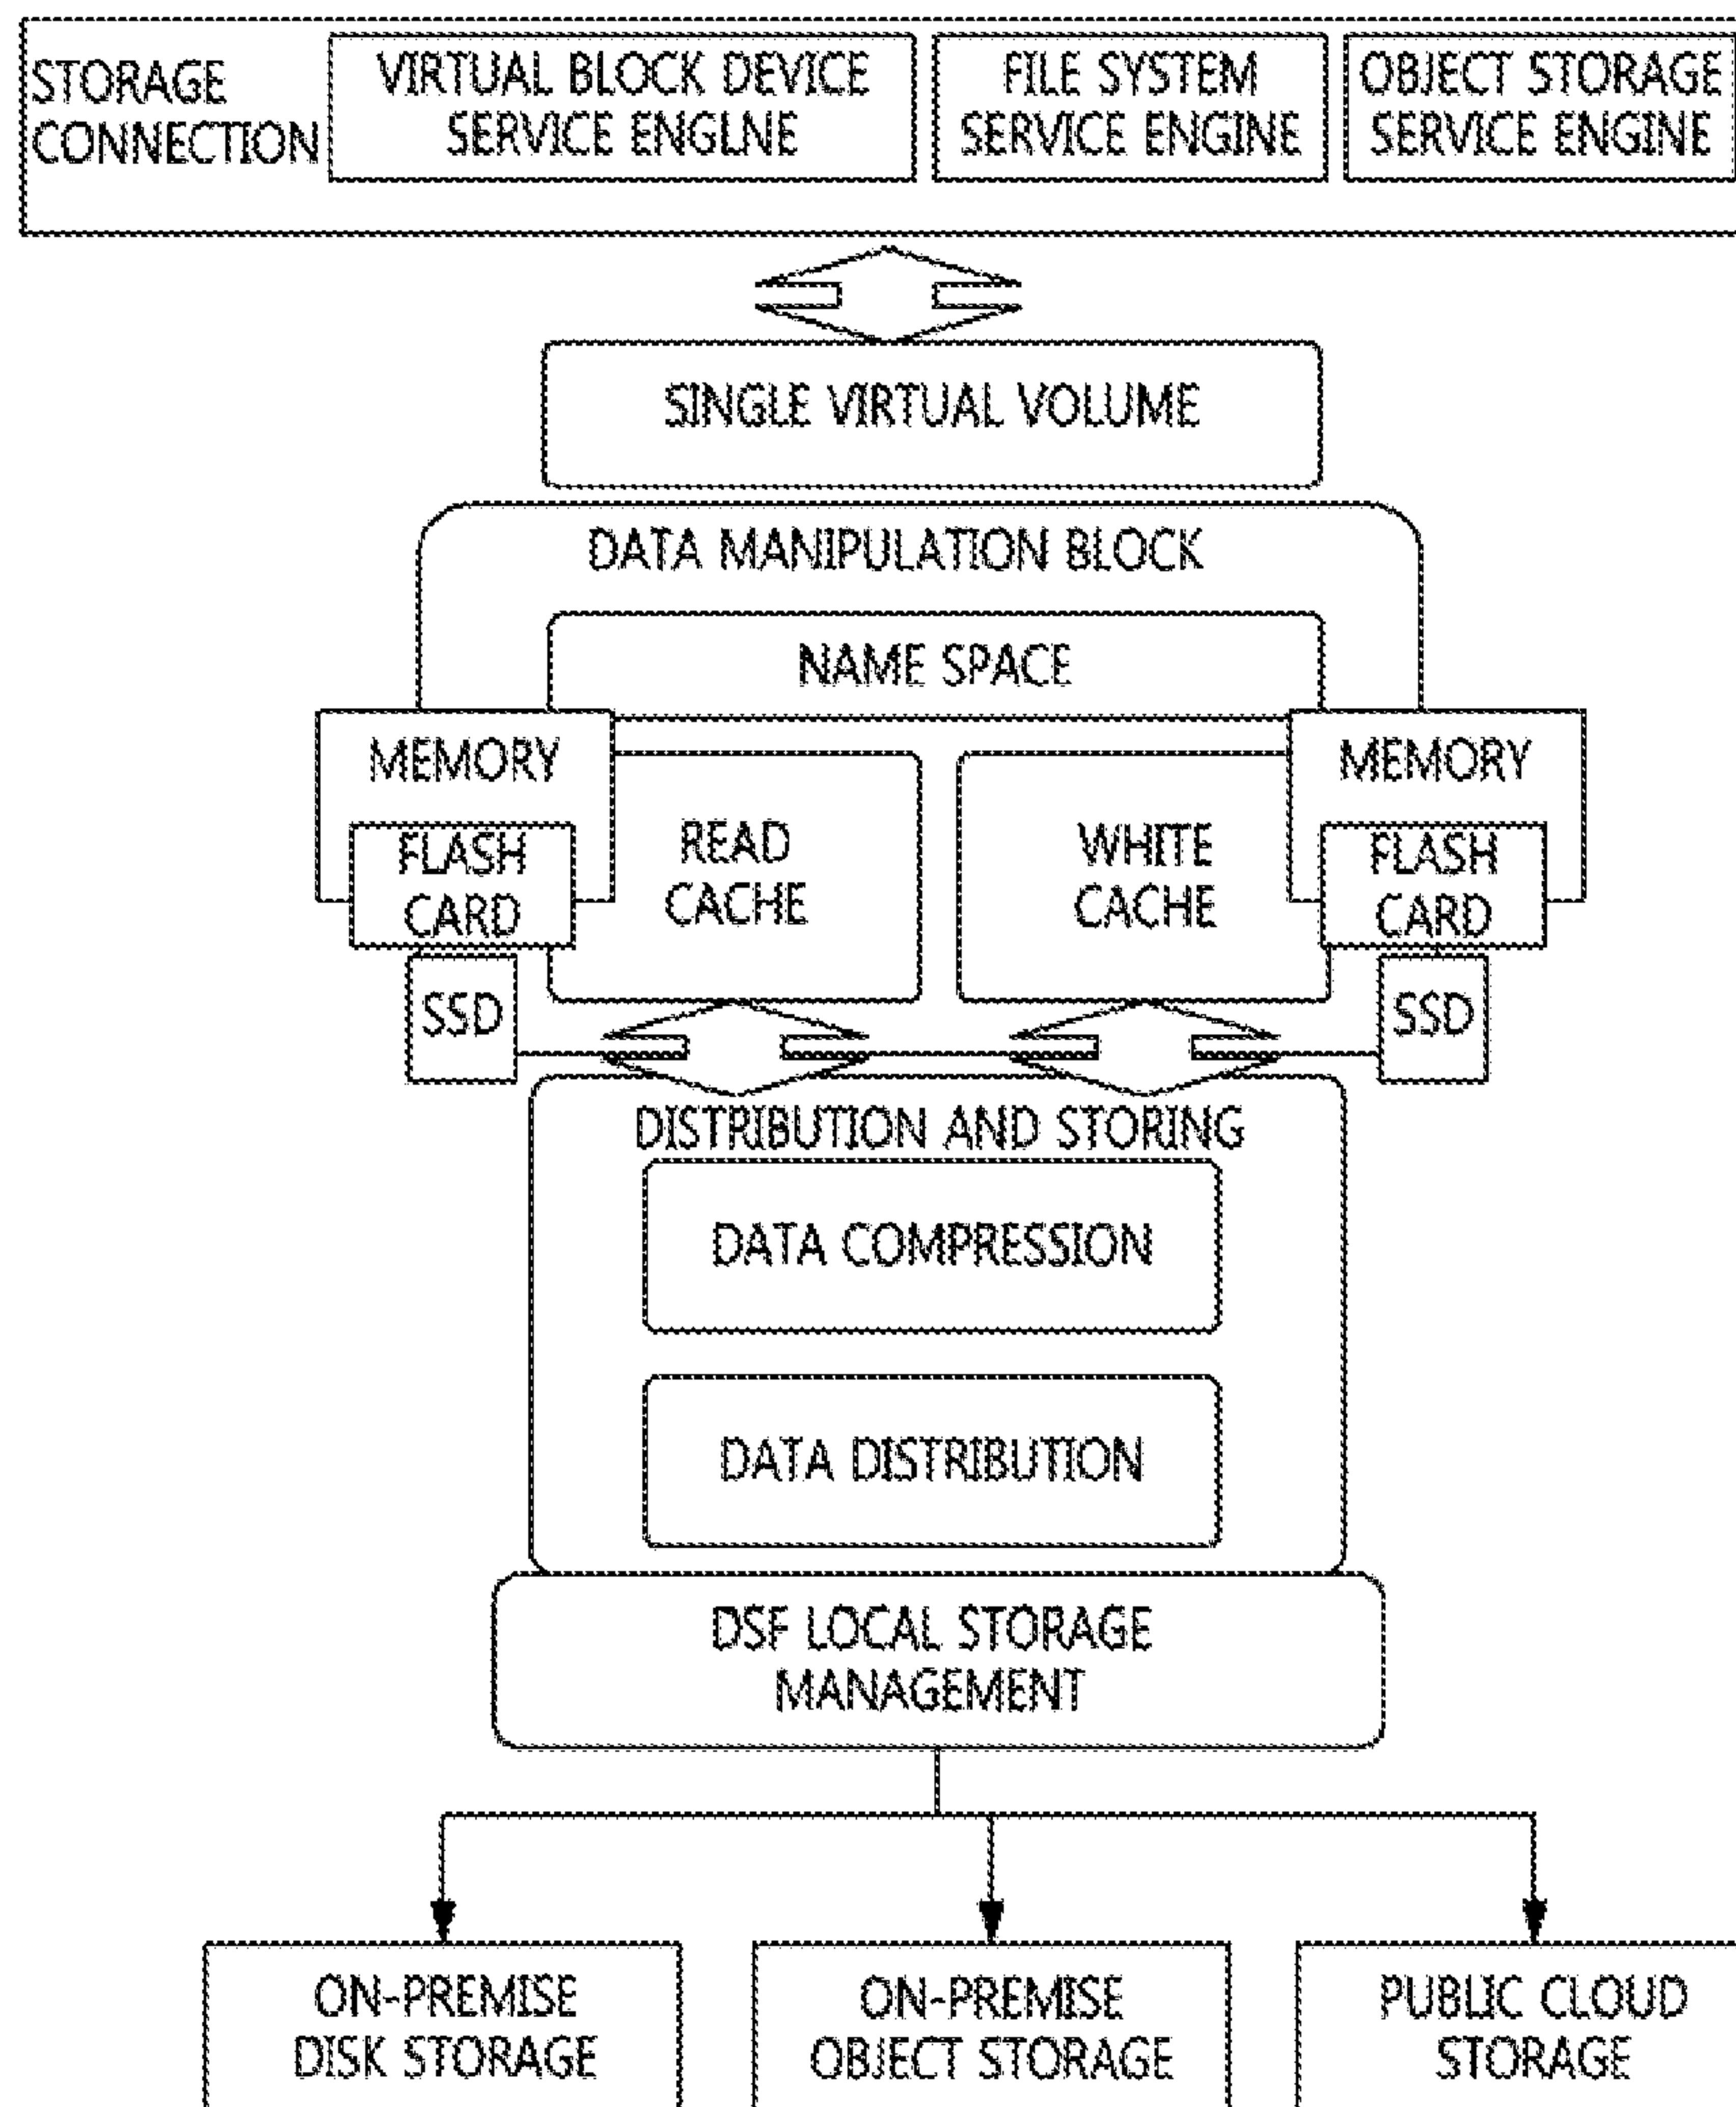 STORAGE
CONNECTION
VIRTUAL BLOCK DEVICE
SERVICE ENGLNE
FILE SYSTEM
SERVICE ENGINE
OBJECT STORAGE
SERVICE ENGINE
SINGLE VIRTUAL VOLUME
DATA MANIPULATION BLOCK
NAME SPACE
MEMORY
FLASH
CARD
SSD
READ
CACHE
WHITE
CACHE
MEMORY
FLASH
CARD
SSD
DISTRIBUTION AND STORING
DATA COMPRESSION
DATA DISTRIBUTION
DSF LOCAL STORAGE
MANAGEMENT
ON-PREMISE
DISK STORAGE
ON-PREMISE
OBJECT STORAGE
PUBLIC CLOUD
STORAGE